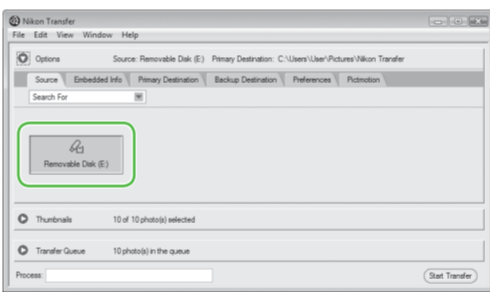 Nikon Transfer
File Edit View Window Help
Options Source: Removable Disk (E:) Primary Destination: C:\Users\User\Pictures\Nikon Transfer
Source Embedded Info Primary Destination Backup Destination Preferences Pictmotion
Search For
Removable Disk (E:)
Thumbnails 10 of 10 photo(s) selected
Transfer Queue 10 photo(s) in the queue
Process: Start Transfer